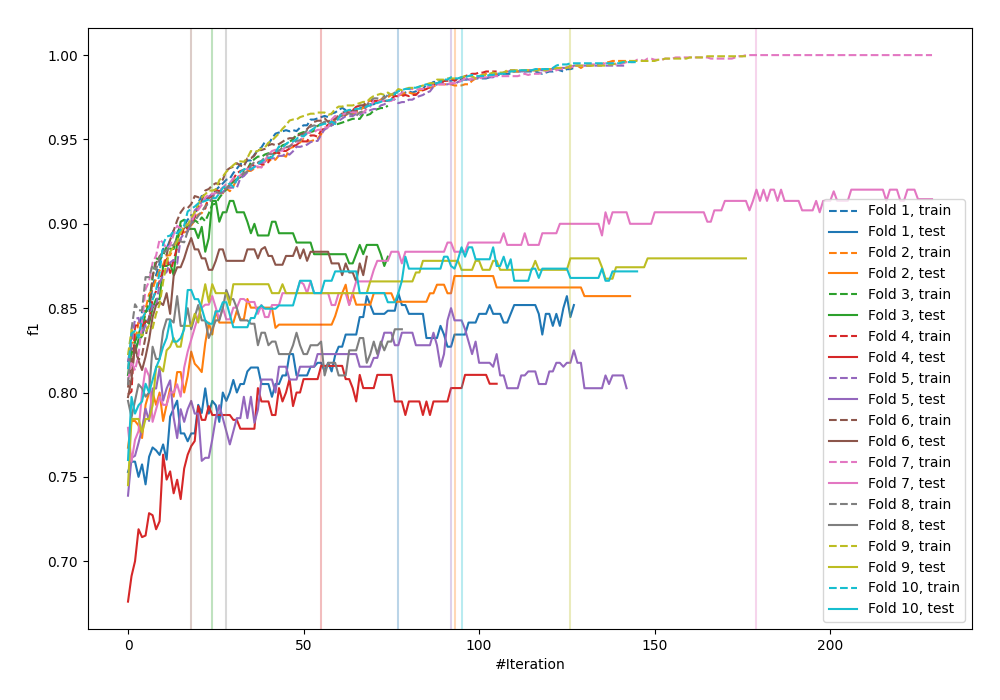 1.00
0.95
0.90
0.85
0.80
0.75
0.70
f1
0
50
100
150
200
#Iteration
Fold 1, train
Fold 1, test
Fold 2, train
Fold 2, test
Fold 3, train
Fold 3, test
Fold 4, train
Fold 4, test
Fold 5, train
Fold 5, test
Fold 6, train
Fold 6, test
Fold 7, train
Fold 7, test
Fold 8, train
Fold 8, test
Fold 9, train
Fold 9, test
Fold 10, train
Fold 10, test